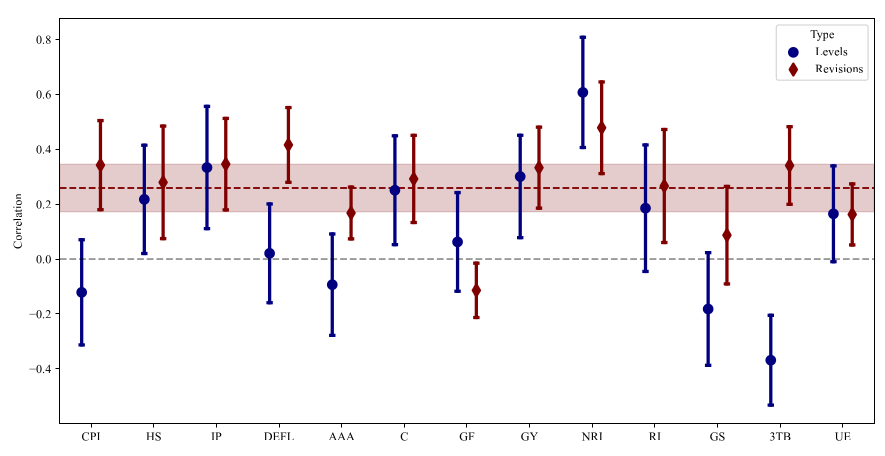 Type
Levels
Revisions
Correlation
0.8
0.6
0.4
0.2
0.0
−0.2
−0.4
CPI HS IP DEFL AAA C GF GY NRI RI GS 3TB UE